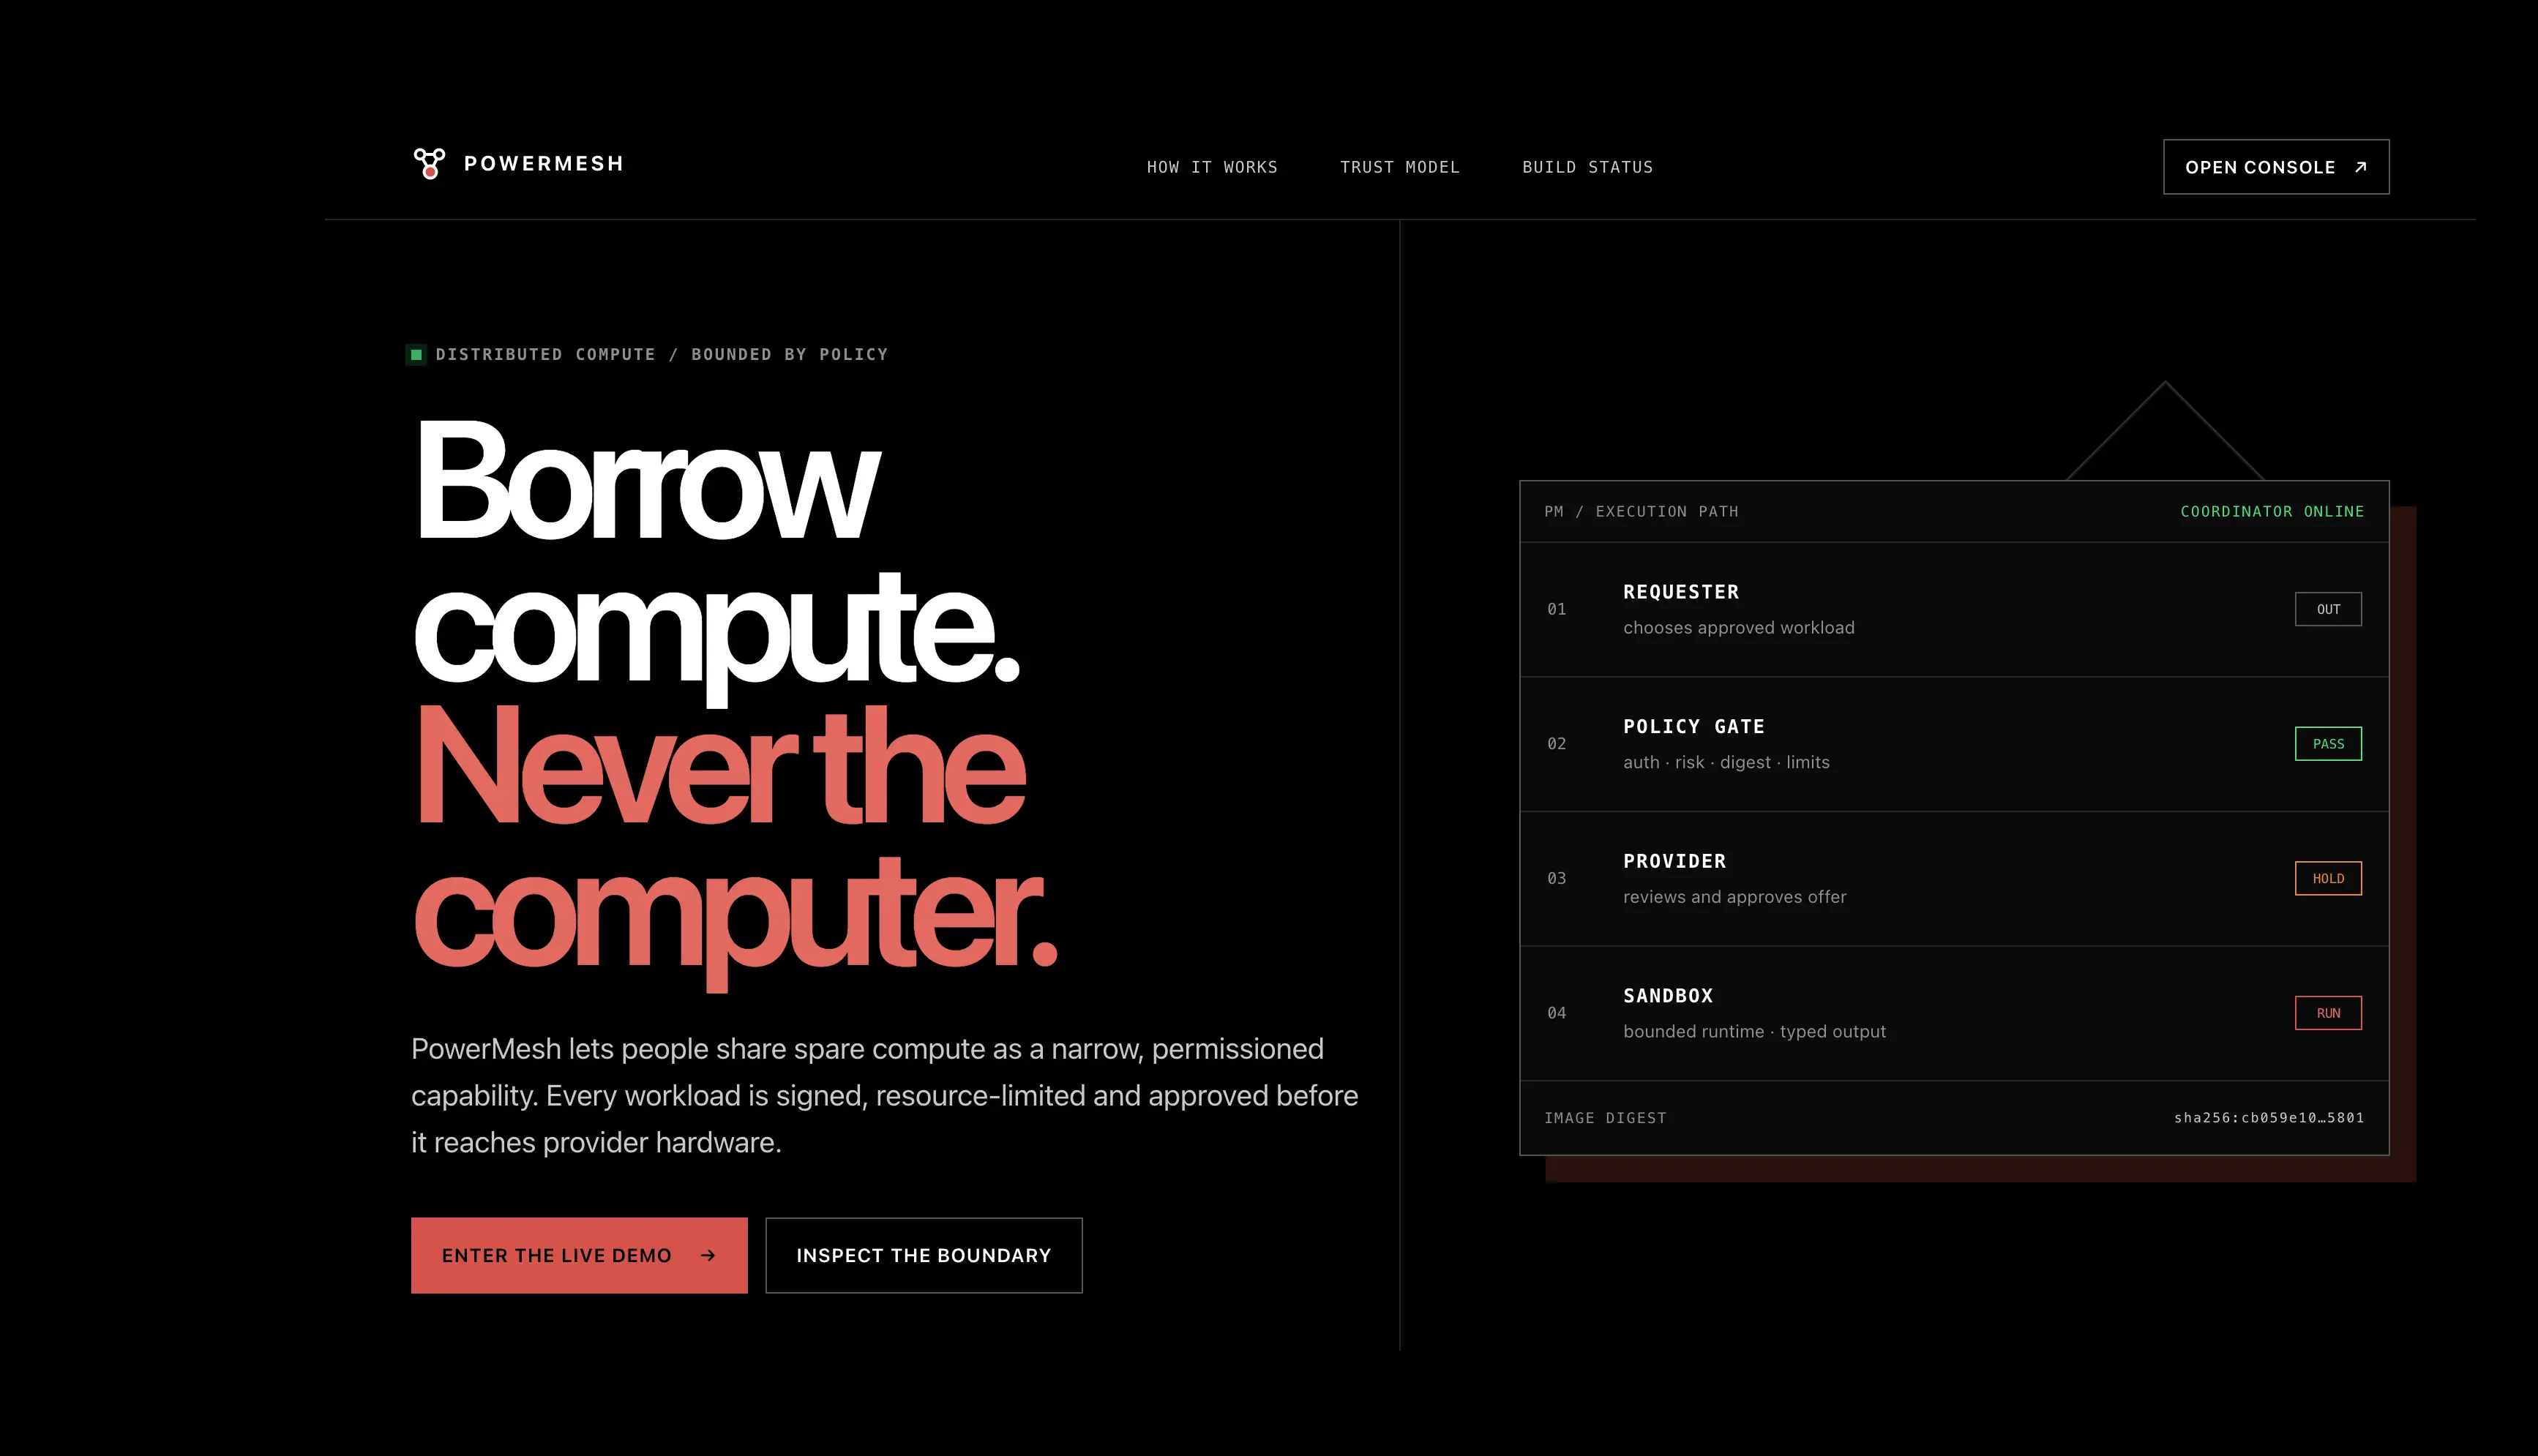 POWERMESH
HOW IT WORKS
TRUST MODEL
BUILD STATUS
OPEN CONSOLE ↗
DISTRIBUTED COMPUTE / BOUNDED BY POLICY
Borrow
compute.
Never the
computer.
PowerMesh lets people share spare compute as a narrow, permissioned
capability. Every workload is signed, resource-limited and approved before
it reaches provider hardware.
ENTER THE LIVE DEMO →
INSPECT THE BOUNDARY
PM / EXECUTION PATH
COORDINATOR ONLINE
01
REQUESTER
chooses approved workload
OUT
02
POLICY GATE
auth · risk · digest · limits
PASS
03
PROVIDER
reviews and approves offer
HOLD
04
SANDBOX
bounded runtime · typed output
RUN
IMAGE DIGEST
sha256:cb059e10…5801